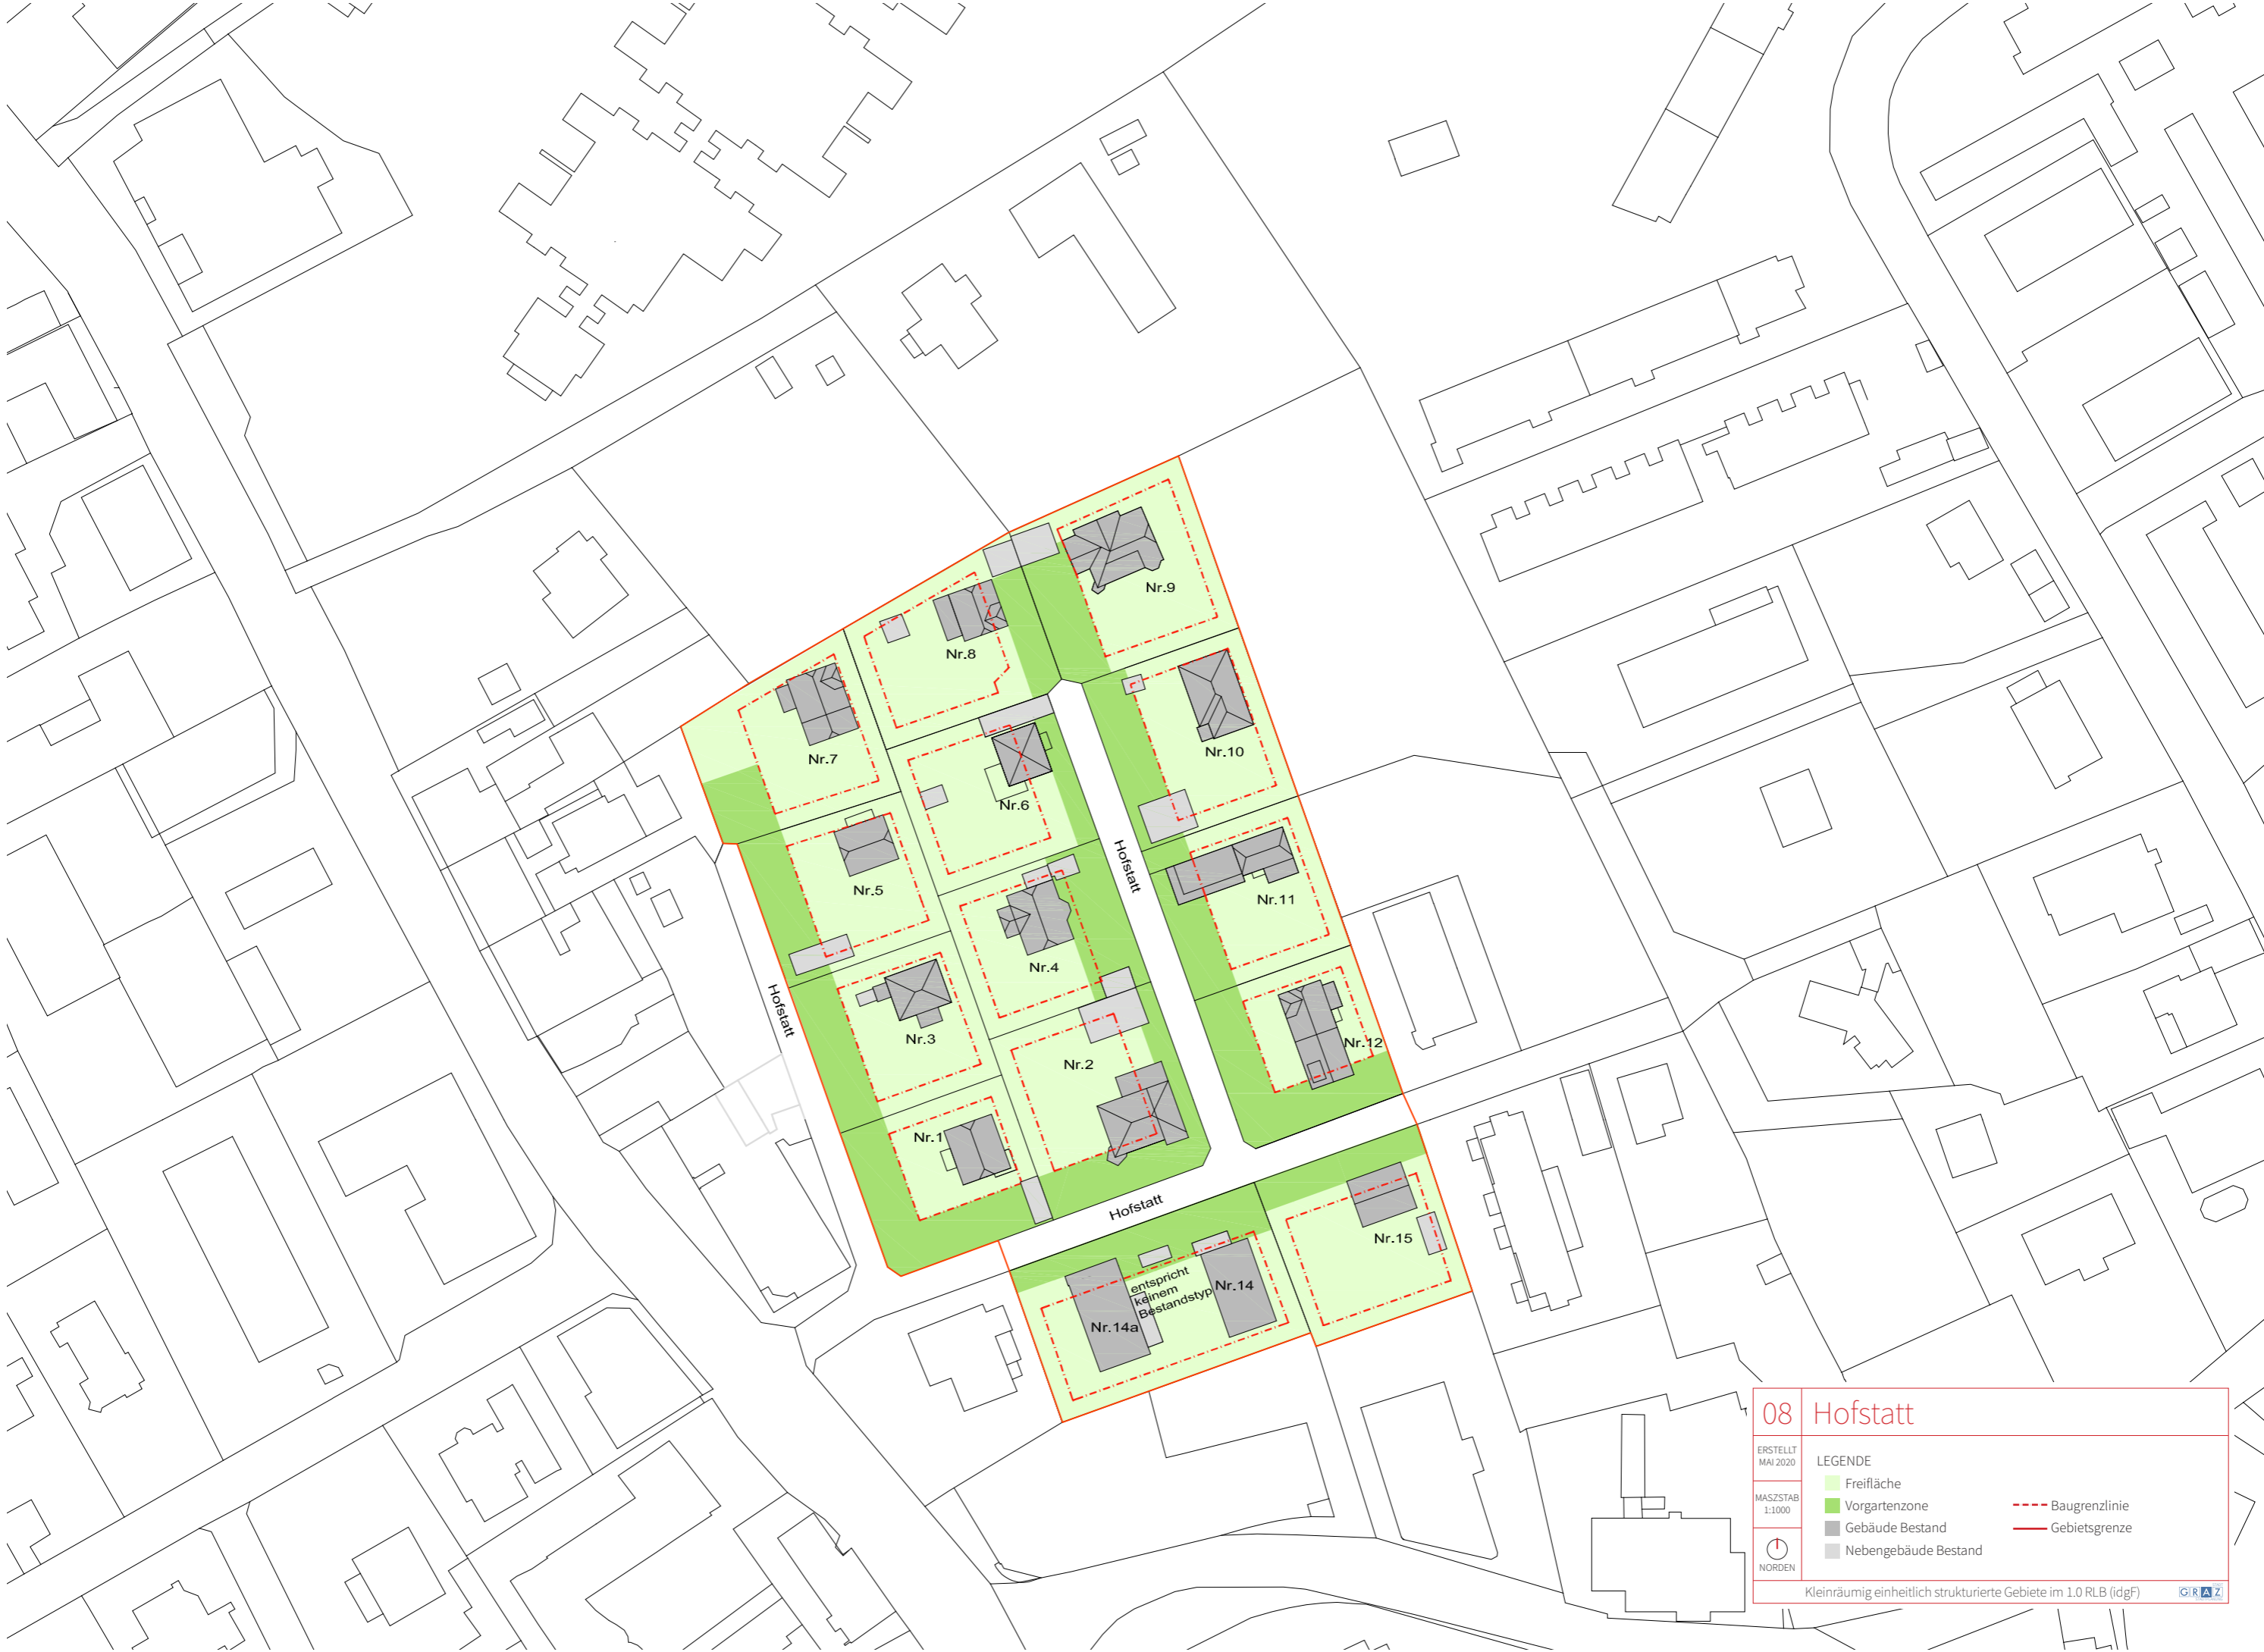 Nr.9
Nr.8
Nr.7
Nr.10
Nr.6
Hofstatt
Nr.5
Nr.11
Nr.4
Hofstatt
Nr.3
Nr.12
Nr.2
Nr.1
Hofstatt
Nr.15
entspricht
keinem
Bestandstyp
Nr.14
Nr.14a
08 Hofstatt
ERSTELLT
MAI 2020
MASZSTAB
1:1000
NORDEN
LEGENDE
Freifläche
Vorgartenzone
Gebäude Bestand
Nebengebäude Bestand
Baugrenzlinie
Gebietsgrenze
Kleinräumig einheitlich strukturierte Gebiete im 1.0 RLB (idgF)
GRAZ